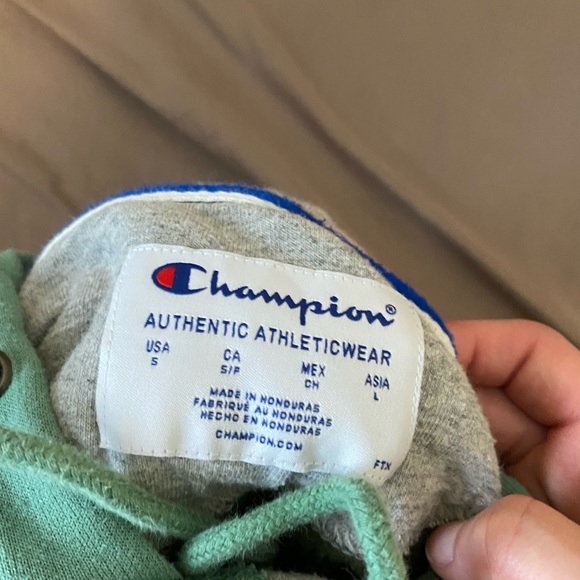 Champion®
AUTHENTIC ATHLETICWEAR
USA CA MEX ASIA
S S/P CH L
MADE IN HONDURAS
FABRIQUÉ AU HONDURAS
HECHO EN HONDURAS
CHAMPION.COM
FTX